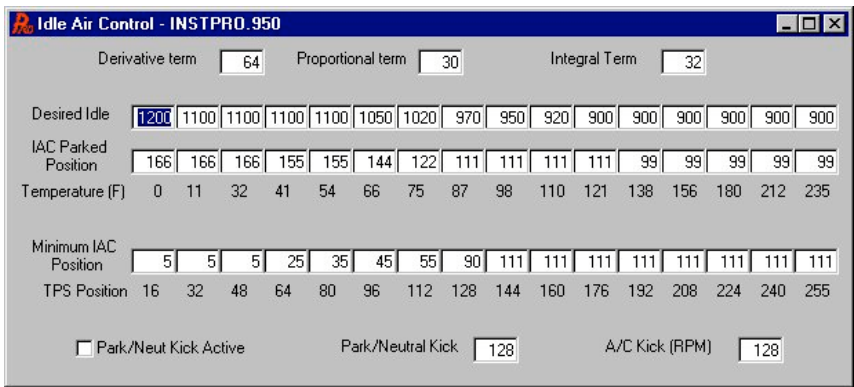 Idle Air Control - INSTPRO.950
Derivative term 64 Proportional term 30 Integral Term 32
Desired Idle 1200 1100 1100 1100 1100 1050 1020 970 950 920 900 900 900 900 900 900
IAC Parked
Position 166 166 166 155 155 144 122 111 111 111 111 99 99 99 99 99
Temperature (F) 0 11 32 41 54 66 75 87 98 110 121 138 156 180 212 235
Minimum IAC
Position 5 5 5 25 35 45 55 90 111 111 111 111 111 111 111 111
TPS Position 16 32 48 64 80 96 112 128 144 160 176 192 208 224 240 255
Park/Neut Kick Active Park/Neutral Kick 128 A/C Kick (RPM) 128